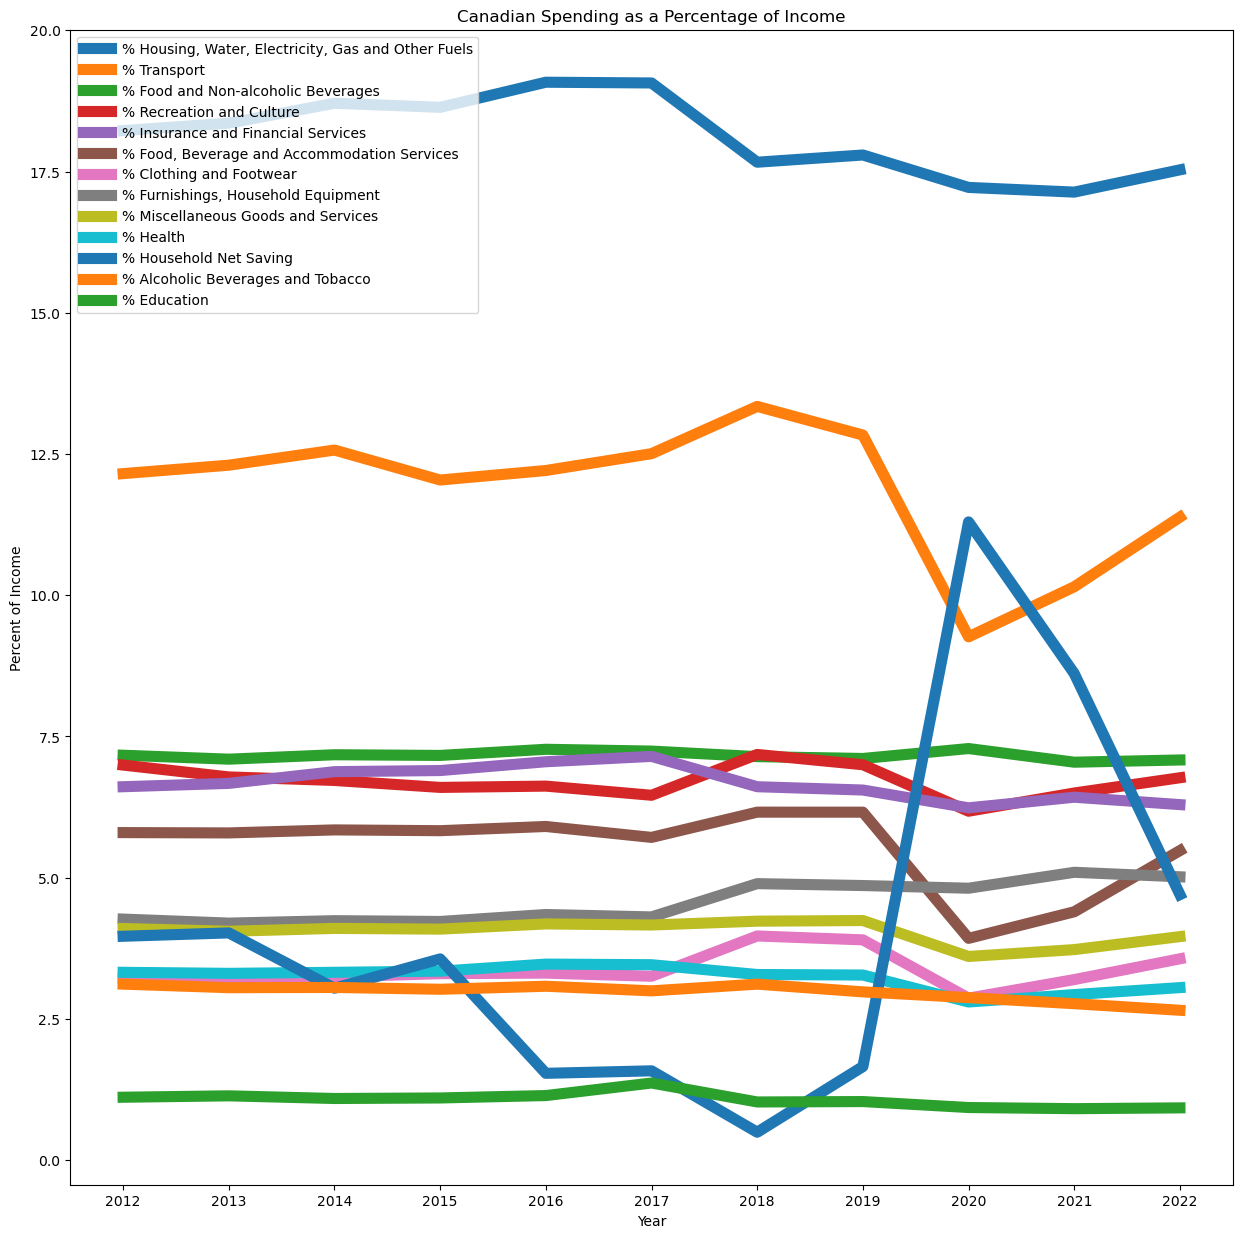 Canadian Spending as a Percentage of Income
% Housing, Water, Electricity, Gas and Other Fuels
% Transport
% Food and Non-alcoholic Beverages
% Recreation and Culture
% Insurance and Financial Services
% Food, Beverage and Accommodation Services
% Clothing and Footwear
% Furnishings, Household Equipment
% Miscellaneous Goods and Services
% Health
% Household Net Saving
% Alcoholic Beverages and Tobacco
% Education
Percent of Income
20.0
17.5
15.0
12.5
10.0
7.5
5.0
2.5
0.0
2012 2013 2014 2015 2016 2017 2018 2019 2020 2021 2022
Year